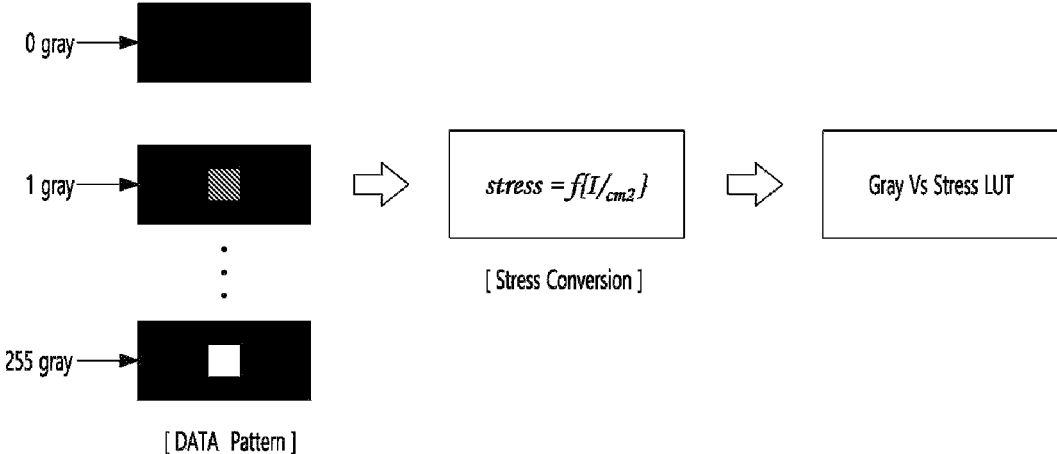 0 gray
1 gray
stress = f{I/cm2}
Gray Vs Stress LUT
[ Stress Conversion ]
255 gray
[ DATA Pattern ]